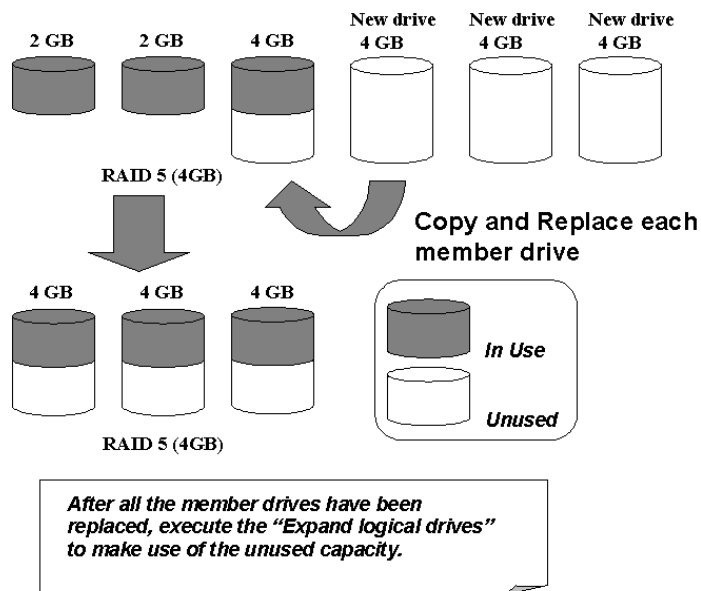 New drive New drive New drive
2 GB 2 GB 4 GB 4 GB 4 GB 4 GB
RAID 5 (4GB)
Copy and Replace each
member drive
4 GB 4 GB 4 GB
In Use
Unused
RAID 5 (4GB)
After all the member drives have been
replaced, execute the “Expand logical drives”
to make use of the unused capacity.